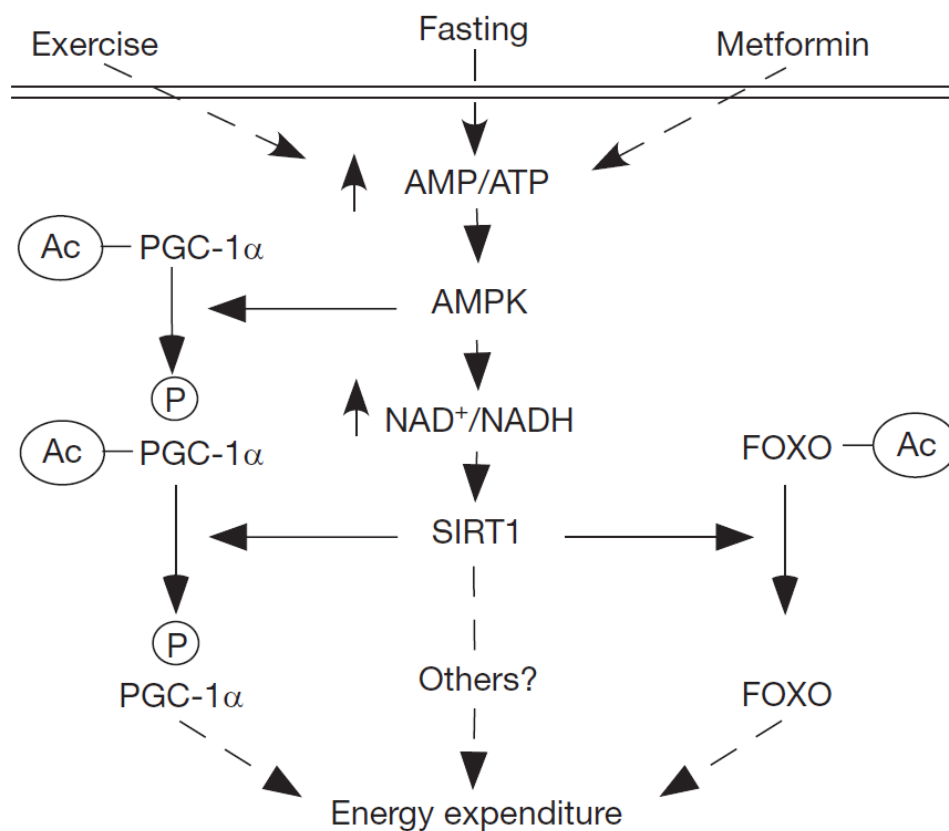 Exercise
Fasting
Metformin
AMP/ATP
Ac
PGC-1α
AMPK
P
NAD⁺/NADH
Ac
PGC-1α
FOXO
Ac
SIRT1
P
Others?
PGC-1α
FOXO
Energy expenditure